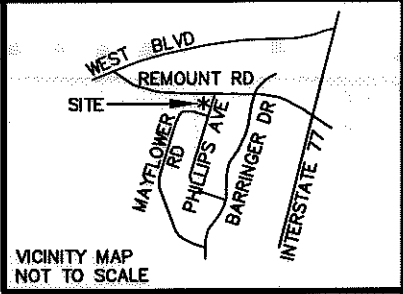 WEST BLVD
REMOUNT RD
SITE
*
MAYFLOWER
RD
PHILLIPS AVE
BARRINGER DR
INTERSTATE 77
VICINITY MAP
NOT TO SCALE